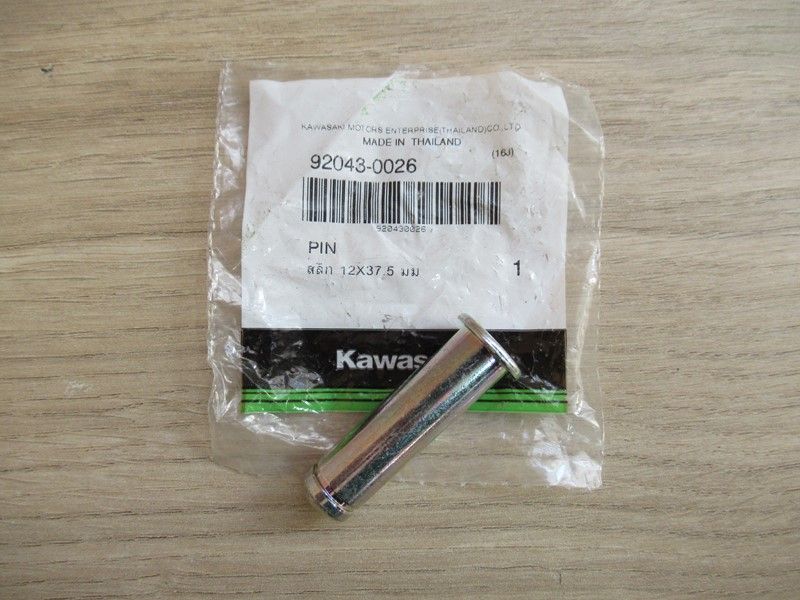 KAWASAKI MOTORS ENTERPRISE(THAILAND)CO.,LTD
MADE IN THAILAND
92043-0026
(16J)
920430026
PIN
สลัก 12X37.5 มม
1
Kawas